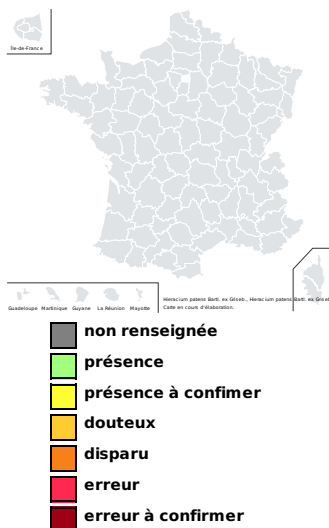 Île-de-France
Guadeloupe Martinique Guyane La Réunion Mayotte
Hieracium patens Bartl. ex Griseb., Hieracium patens Bartl. ex Griseb
Carte en cours d'élaboration.
non renseignée
présence
présence à confimer
douteux
disparu
erreur
erreur à confirmer